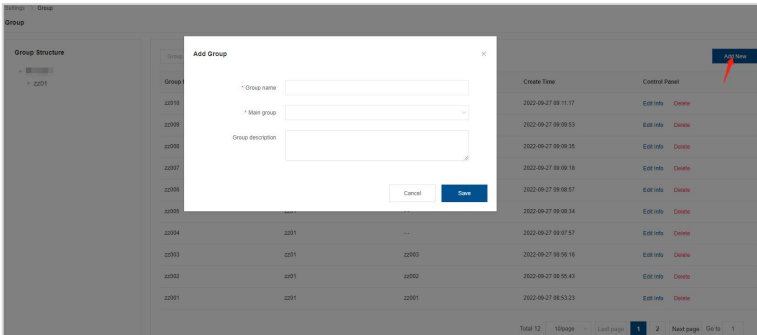 Settings > Group
Group
Group Structure
zz01
Add Group
Add New
* Group name
* Main group
Group description
Cancel
Save
Group
Create Time
Control Panel
zz010
2022-09-27 09:11:17
Edit Info
Delete
zz009
2022-09-27 09:09:53
Edit Info
Delete
zz008
2022-09-27 09:09:35
Edit Info
Delete
zz007
2022-09-27 09:09:18
Edit Info
Delete
zz006
2022-09-27 09:08:57
Edit Info
Delete
zz005
zz01
--
2022-09-27 09:08:34
Edit Info
Delete
zz004
zz01
--
2022-09-27 09:07:57
Edit Info
Delete
zz003
zz01
zz003
2022-09-27 08:56:18
Edit Info
Delete
zz002
zz01
zz002
2022-09-27 08:55:43
Edit Info
Delete
zz001
zz01
zz001
2022-09-27 08:53:23
Edit Info
Delete
Total 12
10/page
Last page
1
2
Next page
Go to
1